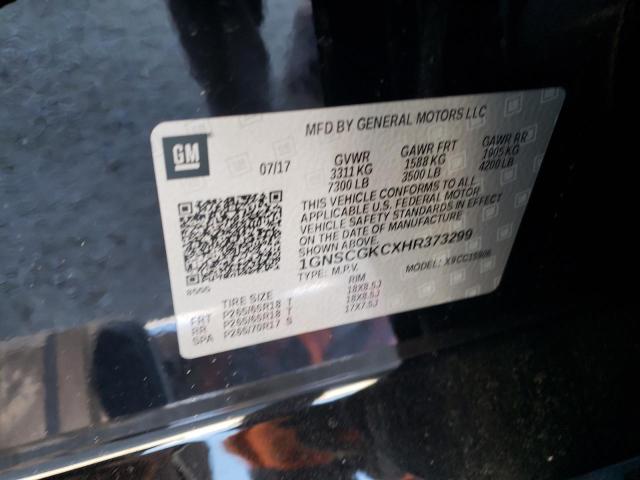 MFD BY GENERAL MOTORS LLC
GM
07/17
GVWR GAWR FRT GAWR RR
3311 KG 1588 KG 1905 KG
7300 LB 3500 LB 4200 LB
THIS VEHICLE CONFORMS TO ALL
APPLICABLE U.S. FEDERAL MOTOR
VEHICLE SAFETY STANDARDS IN EFFECT
ON THE DATE OF MANUFACTURE SHOWN ABOVE
1GNSCGKCXHR373299
TYPE: M.P.V. MODEL:
TIRE SIZE RIM
FRT P265/65R18 T 18X8.5J
RR P265/65R18 T 18X8.5J
SPA P265/70R17 S 17X7.5J